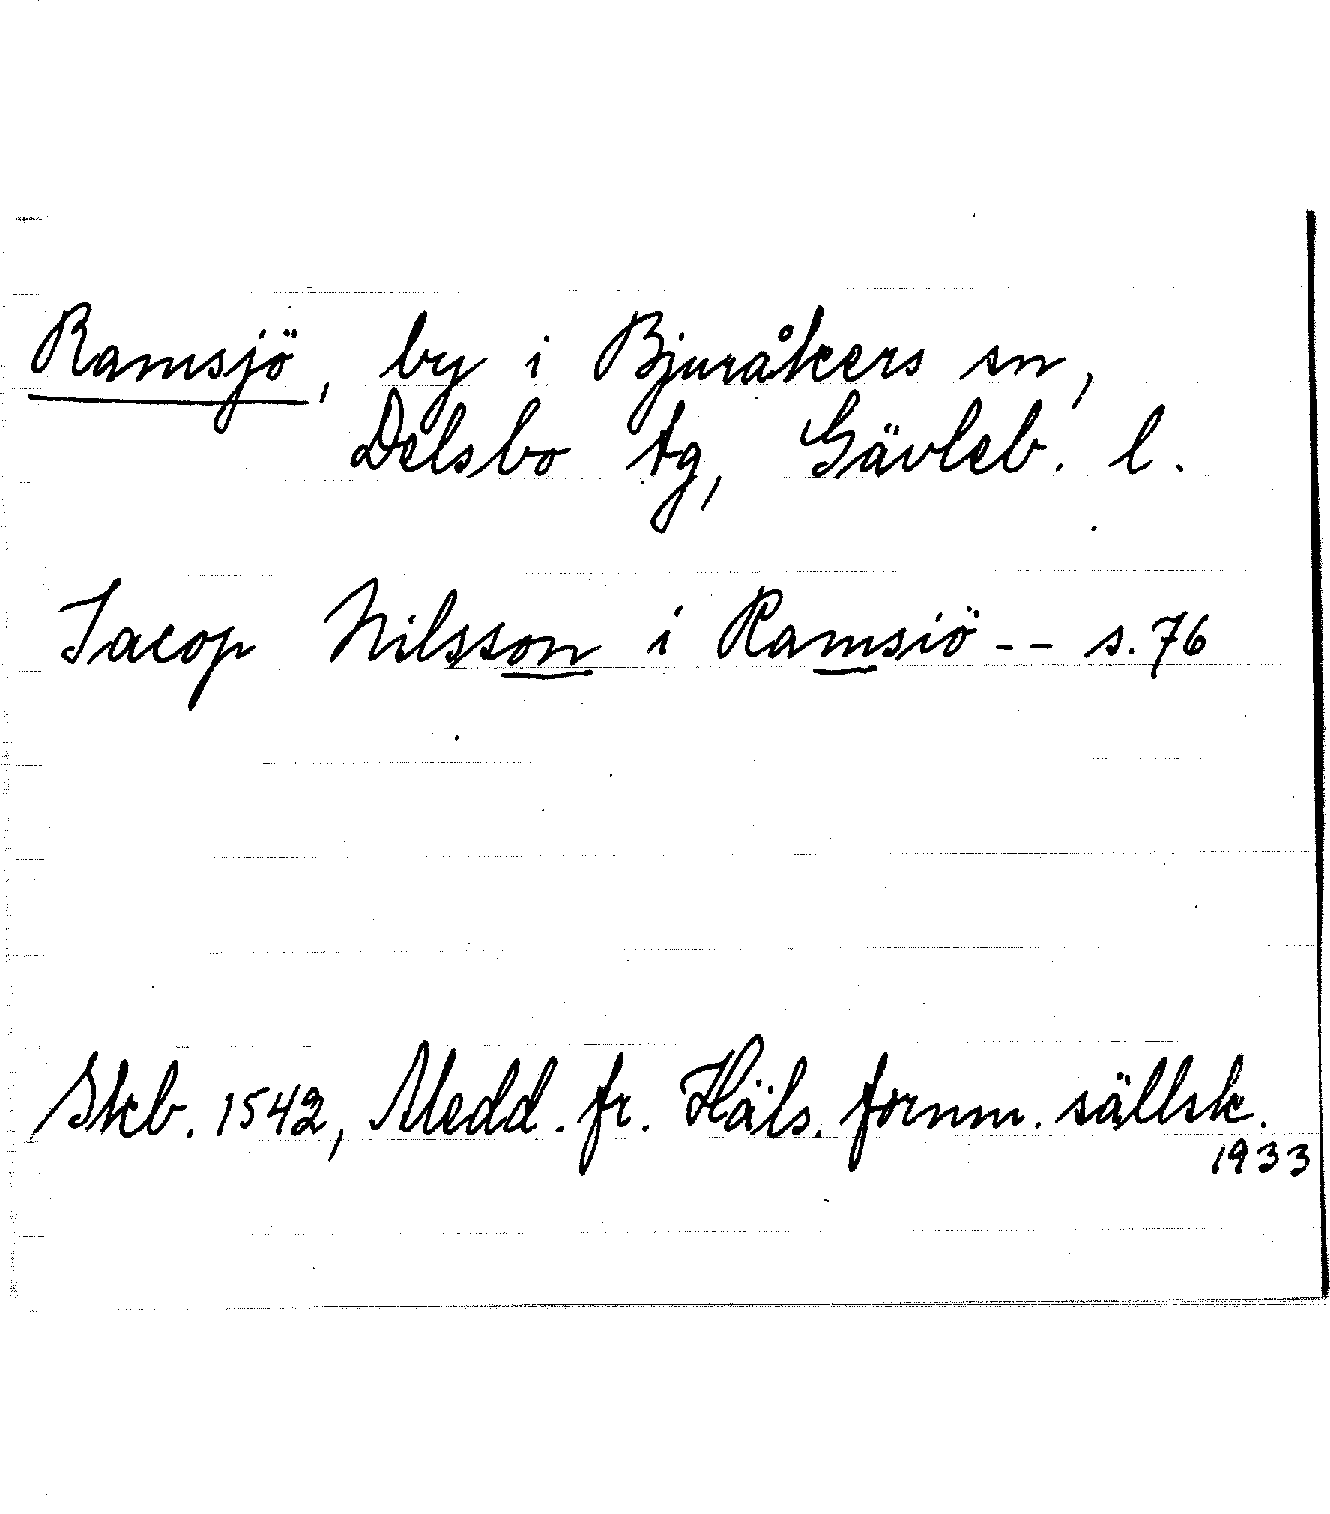 Ramsjö, by i Bjuråkers sn,
Delsbo tg, Gävleb. l.
Jacop Nilsson i Ramsiö -- s. 76
Skb. 1542, Medd. fr. Häls. fornm. sällsk.
1933